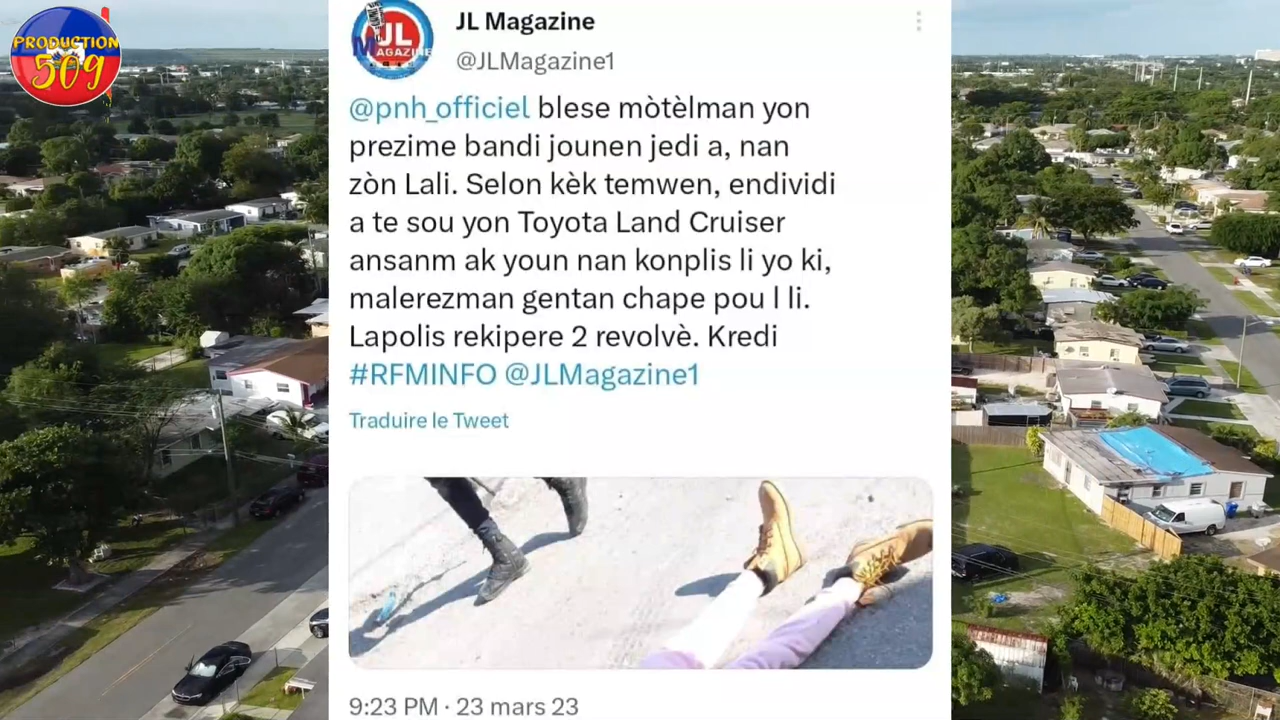 PRODUCTION
509
JL
MAGAZINE
JL Magazine
@JLMagazine1
@pnh_officiel blese mòtèlman yon
prezime bandi jounen jedi a, nan
zòn Lali. Selon kèk temwen, endividi
a te sou yon Toyota Land Cruiser
ansanm ak youn nan konplis li yo ki,
malerezman gentan chape pou l li.
Lapolis rekipere 2 revolvè. Kredi
#RFMINFO @JLMagazine1
Traduire le Tweet
9:23 PM · 23 mars 23